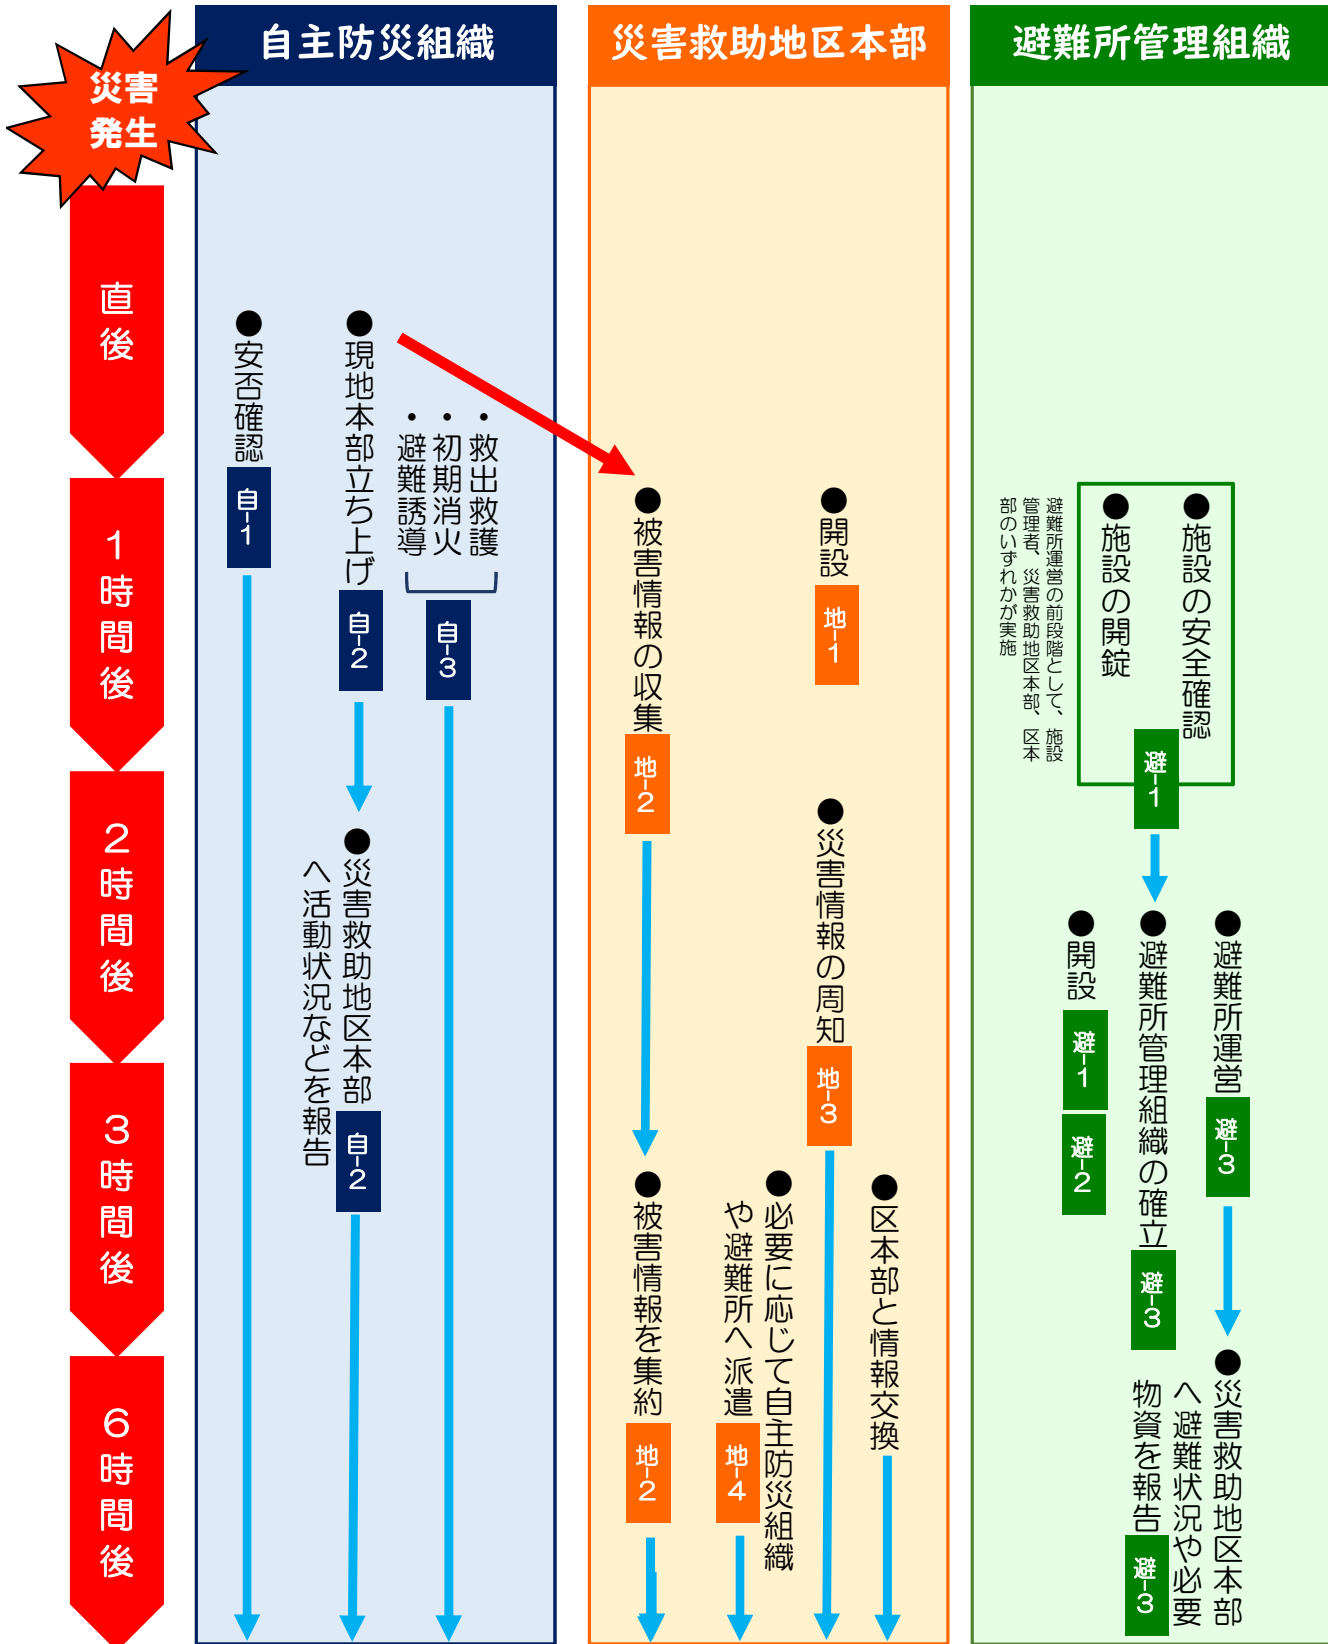 災害
発生
直後
1時間後
2時間後
3時間後
6時間後
自主防災組織
●安否確認
自-1
●現地本部立ち上げ
自-2
・救出救護
・初期消火
・避難誘導
自-3
●災害救助地区本部
へ活動状況などを報告
自-2
災害救助地区本部
●開設
地-1
●被害情報の収集
地-2
●災害情報の周知
地-3
●区本部と情報交換
●必要に応じて自主防災組織
や避難所へ派遣
地-4
●被害情報を集約
地-2
避難所管理組織
●施設の安全確認
●施設の開錠
避-1
避難所運営の前段階として、施設
管理者、災害救助地区本部、区本
部のいずれかが実施
●避難所運営
避-3
●避難所管理組織の確立
避-3
●開設
避-1
避-2
●災害救助地区本部
へ避難状況や必要
物資を報告
避-3